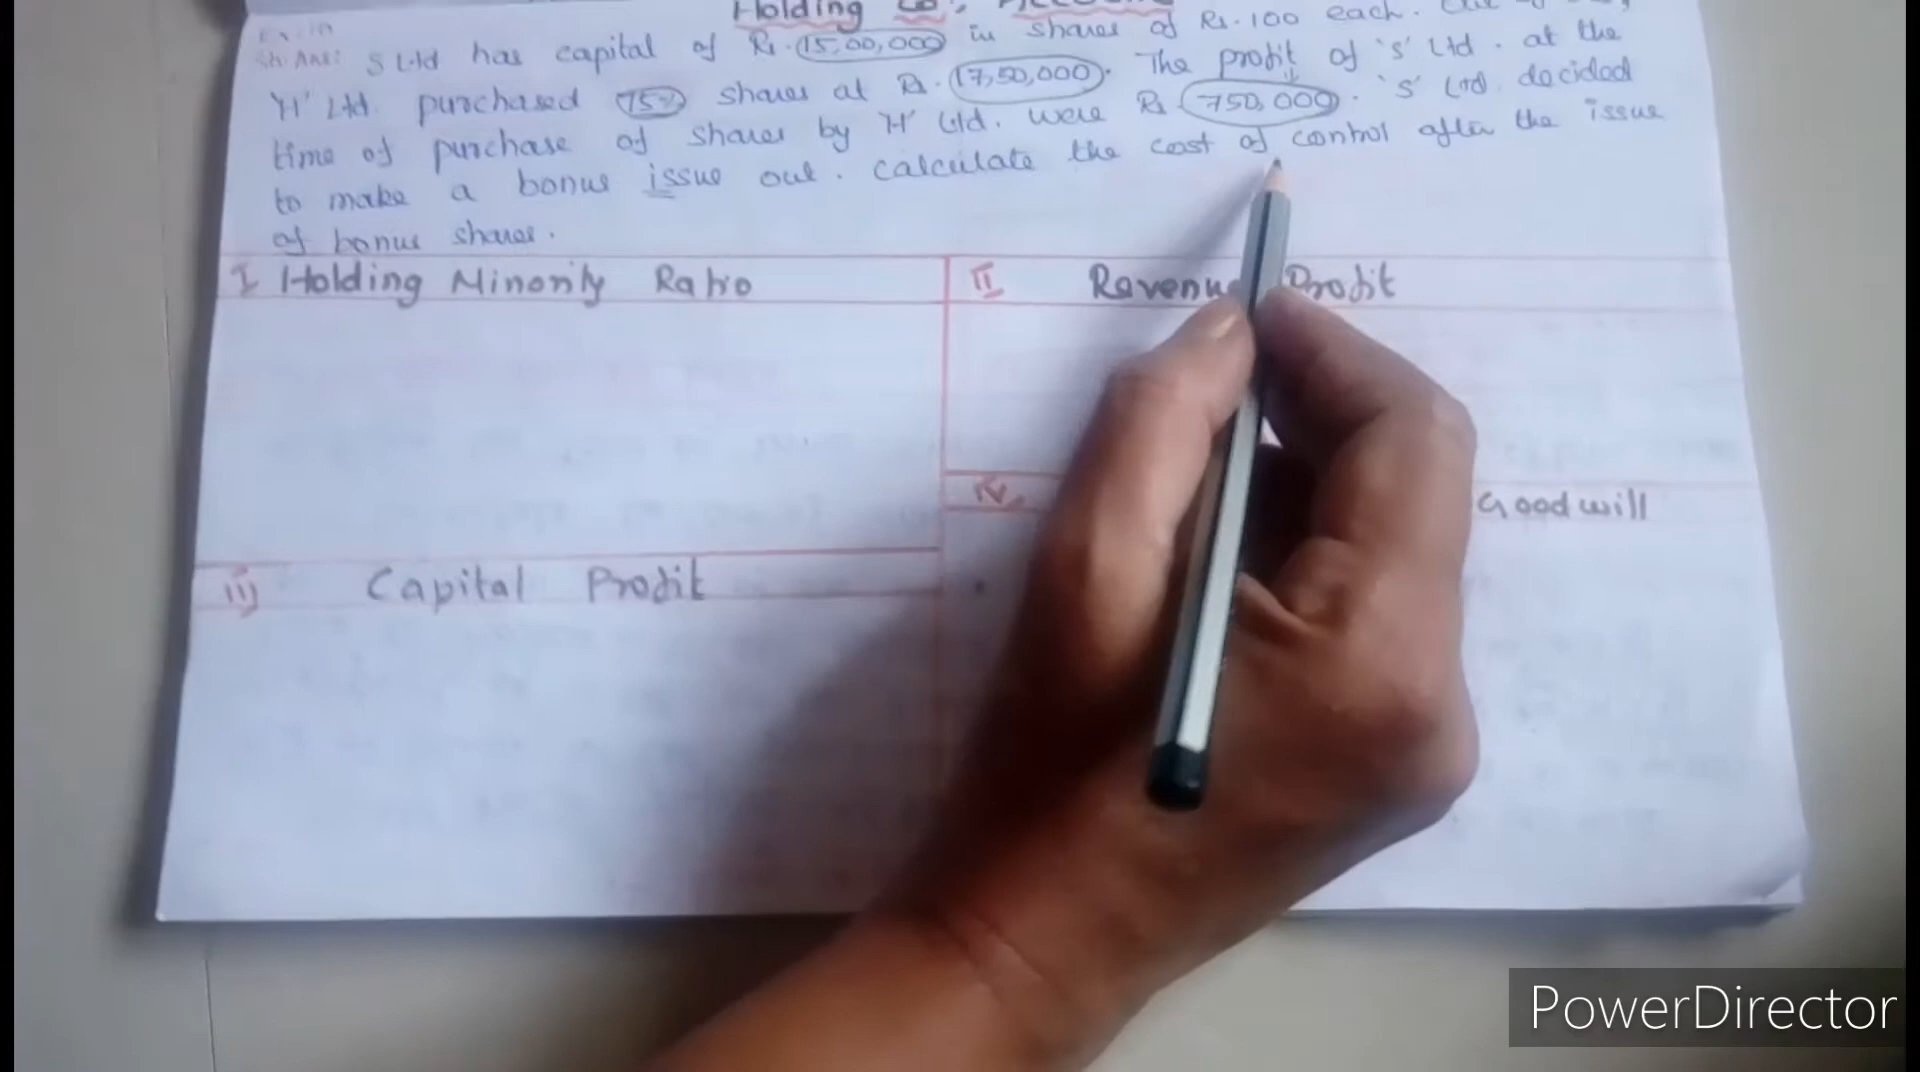 Holding Co.
S Ltd has capital of Rs. 15,00,000 in shares of Rs. 100 each.
'H' Ltd. purchased 75% shares at Rs. 17,50,000. The profit of 'S' Ltd. at the
time of purchase of shares by 'H' Ltd. were Rs 750,000. 'S' Ltd. decided
to make a bonus issue out. calculate the cost of control after the issue
of bonus shares.
I Holding Minority Ratio
II Revenue Profit
IV Goodwill
III) Capital Profit
PowerDirector